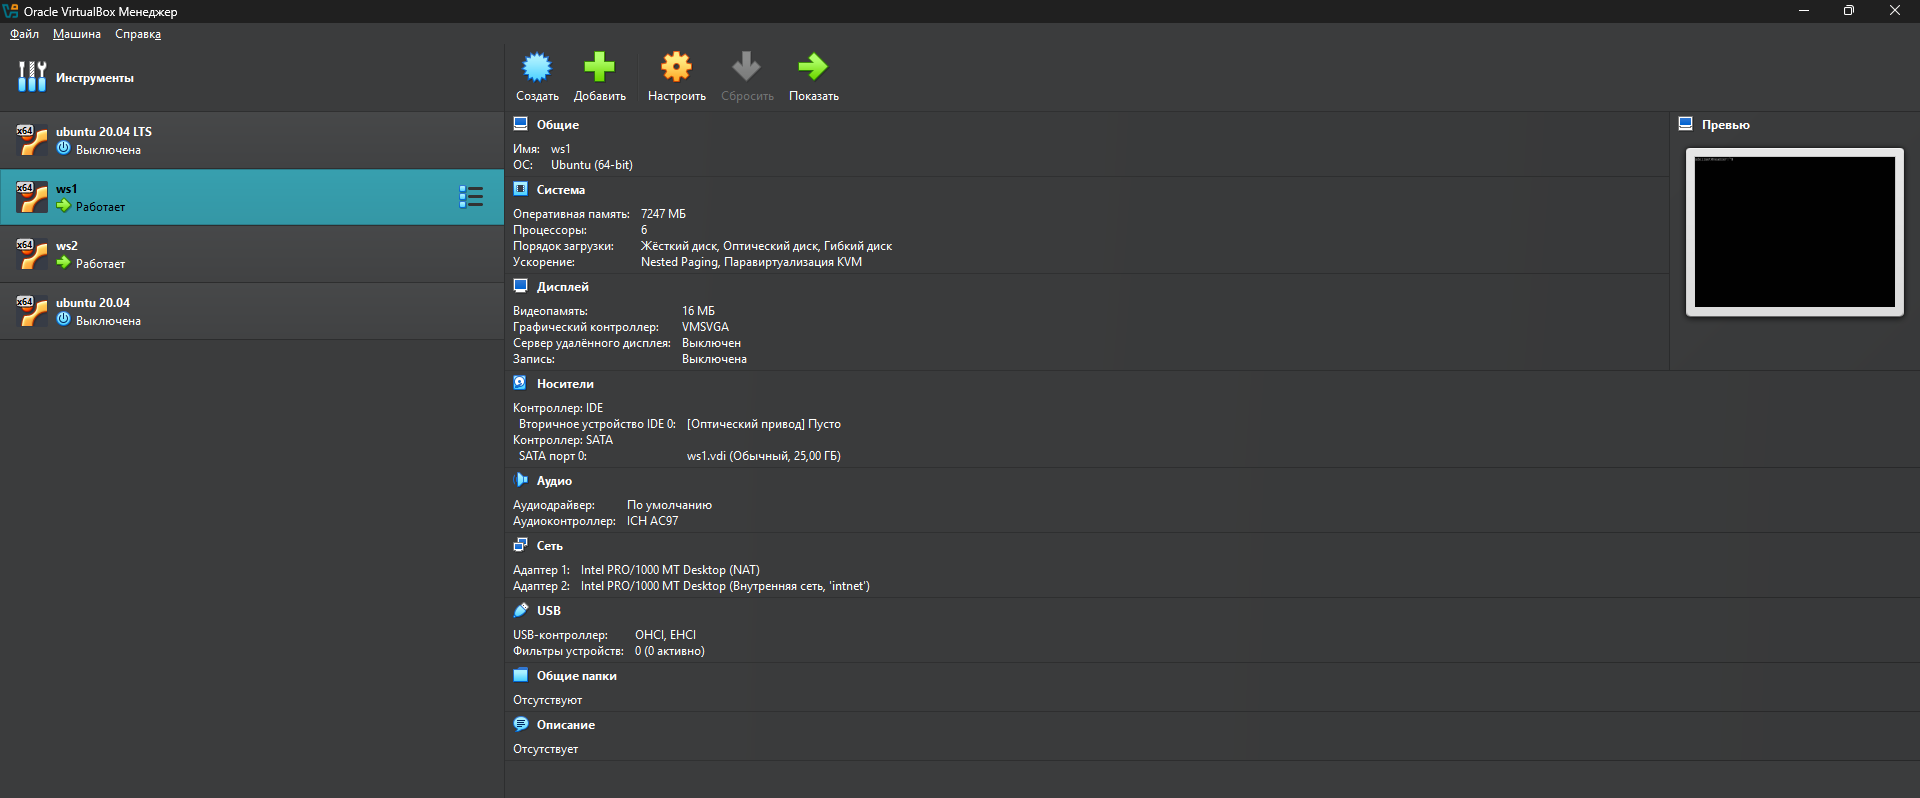 Oracle VirtualBox Менеджер
Файл Машина Справка
Инструменты
x64 ubuntu 20.04 LTS
Выключена
x64 ws1
Работает
x64 ws2
Работает
x64 ubuntu 20.04
Выключена
Создать Добавить Настроить Сбросить Показать
Общие
Имя: ws1
ОС: Ubuntu (64-bit)
Система
Оперативная память: 7247 МБ
Процессоры: 6
Порядок загрузки: Жёсткий диск, Оптический диск, Гибкий диск
Ускорение: Nested Paging, Паравиртуализация KVM
Дисплей
Видеопамять: 16 МБ
Графический контроллер: VMSVGA
Сервер удалённого дисплея: Выключен
Запись: Выключена
Носители
Контроллер: IDE
Вторичное устройство IDE 0: [Оптический привод] Пусто
Контроллер: SATA
SATA порт 0: ws1.vdi (Обычный, 25,00 ГБ)
Аудио
Аудиодрайвер: По умолчанию
Аудиоконтроллер: ICH AC97
Сеть
Адаптер 1: Intel PRO/1000 MT Desktop (NAT)
Адаптер 2: Intel PRO/1000 MT Desktop (Внутренняя сеть, 'intnet')
USB
USB-контроллер: OHCI, EHCI
Фильтры устройств: 0 (0 активно)
Общие папки
Отсутствуют
Описание
Отсутствует
Превью